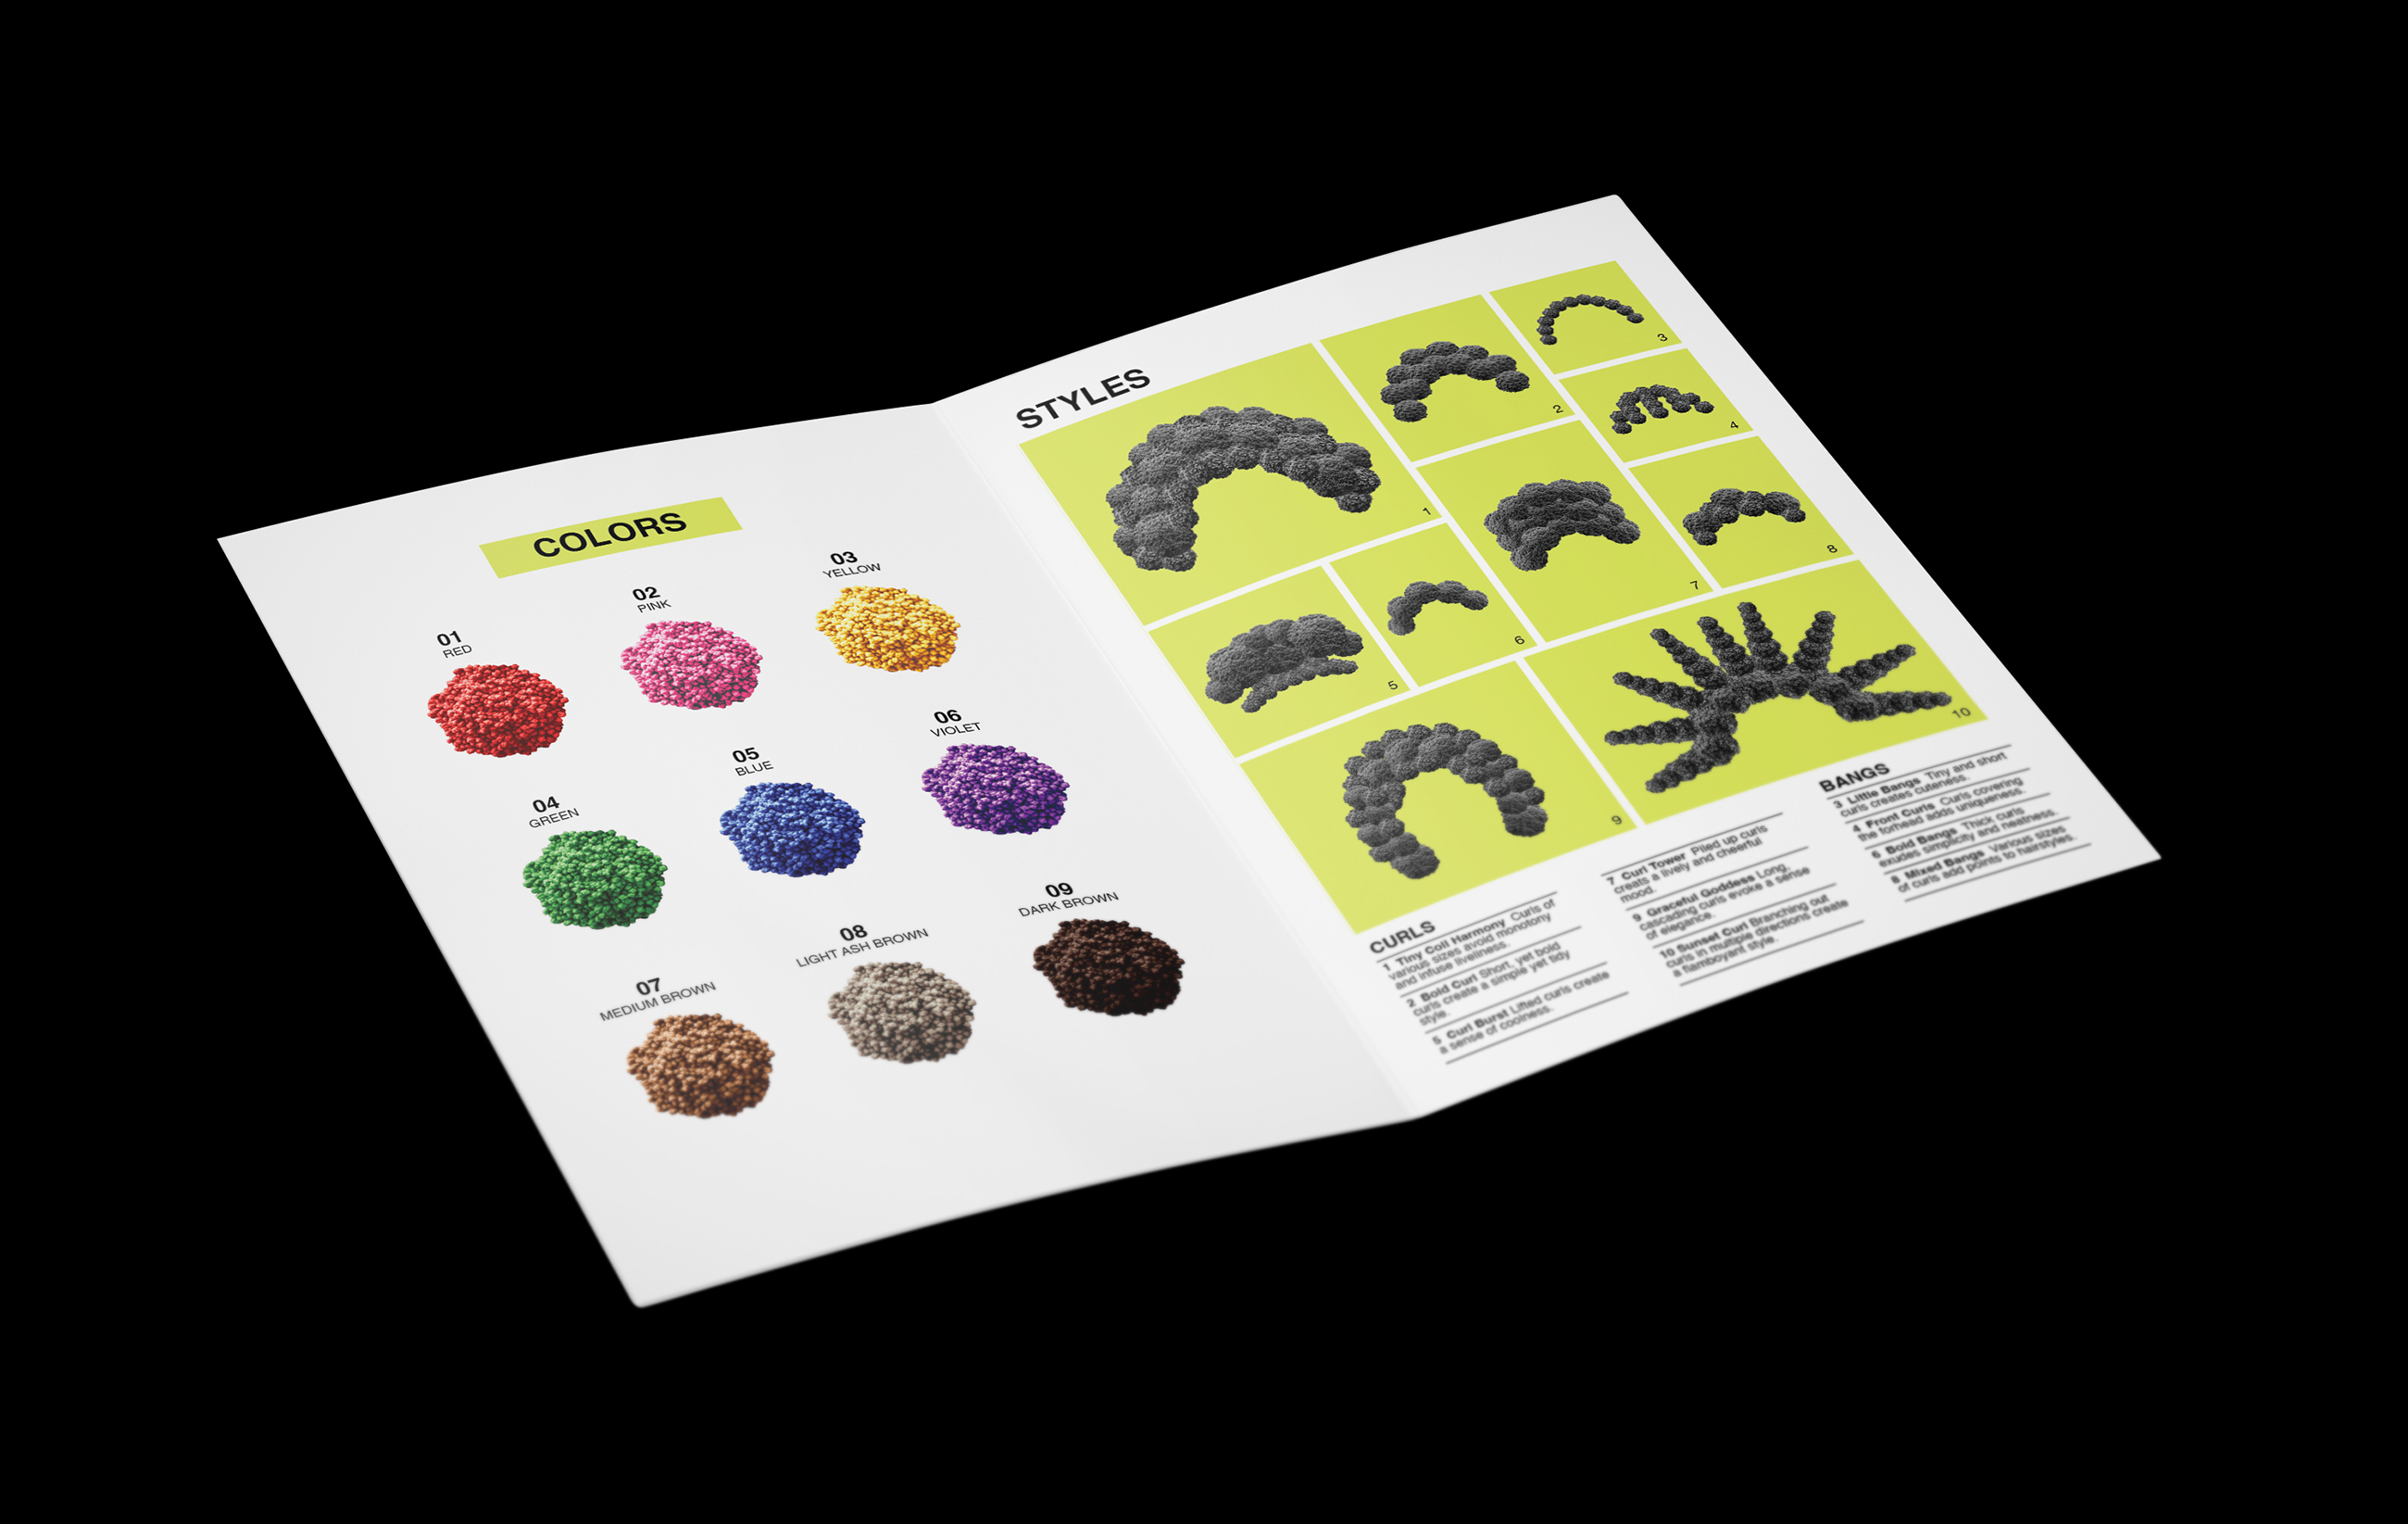 COLORS
01
RED
02
PINK
03
YELLOW
04
GREEN
05
BLUE
06
VIOLET
07
MEDIUM BROWN
08
LIGHT ASH BROWN
09
DARK BROWN
STYLES
1
2
3
4
5
6
7
8
9
10
CURLS
1 Tiny Coil Harmony Curls of
various sizes avoid monotony
and infuse liveliness.
2 Bold Curl Short, yet bold
curls create a simple yet tidy
style.
5 Curl Burst Lifted curls create
a sense of coolness.
7 Curl Tower Piled up curls
creats a lively and cheerful
mood.
9 Graceful Goddess Long,
cascading curls evoke a sense
of elegance.
10 Sunset Curl Branching out
curls in multiple directions create
a flamboyant style.
BANGS
3 Little Bangs Tiny and short
curls creates cuteness.
4 Front Curls Curls covering
the forhead adds uniqueness.
6 Bold Bangs Thick curls
exudes simplicity and neatness.
8 Mixed Bangs Various sizes
of curls add points to hairstyles.